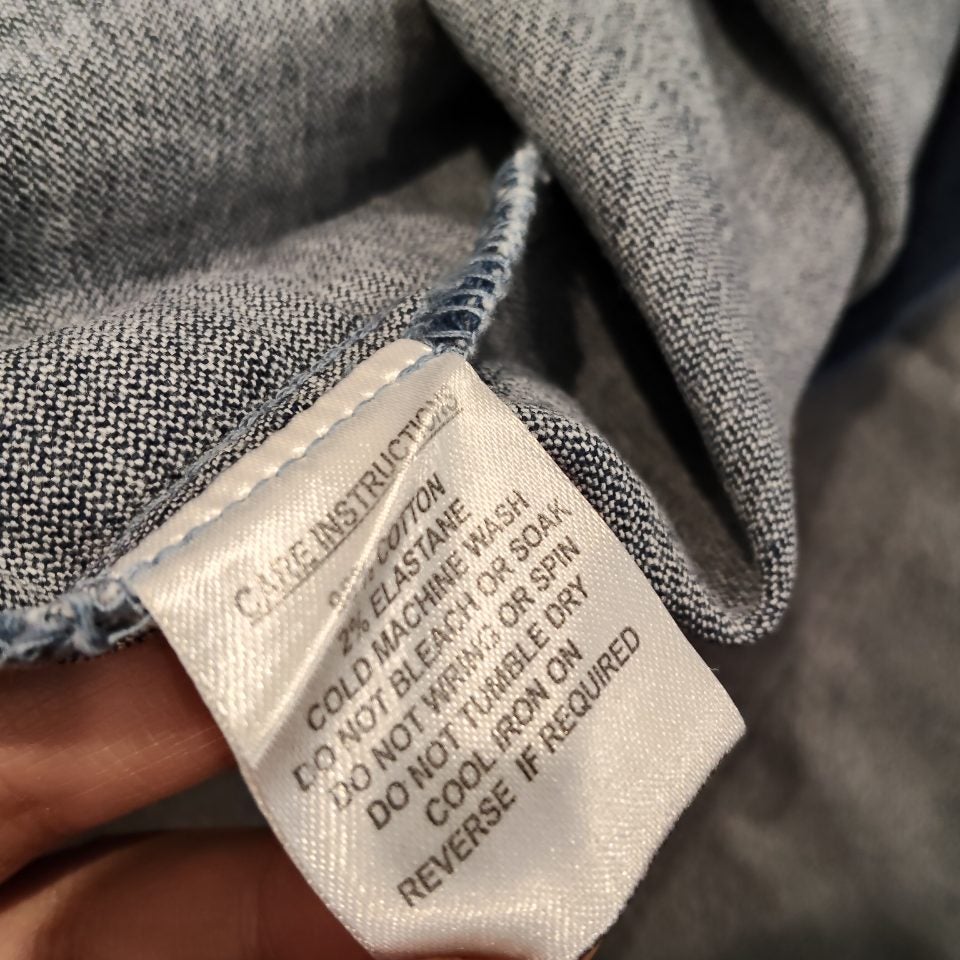 CARE INSTRUCTIONS
COTTON
2% ELASTANE
COLD MACHINE WASH
DO NOT BLEACH OR SOAK
DO NOT WRING OR SPIN
DO NOT TUMBLE DRY
COOL IRON ON
REVERSE IF REQUIRED